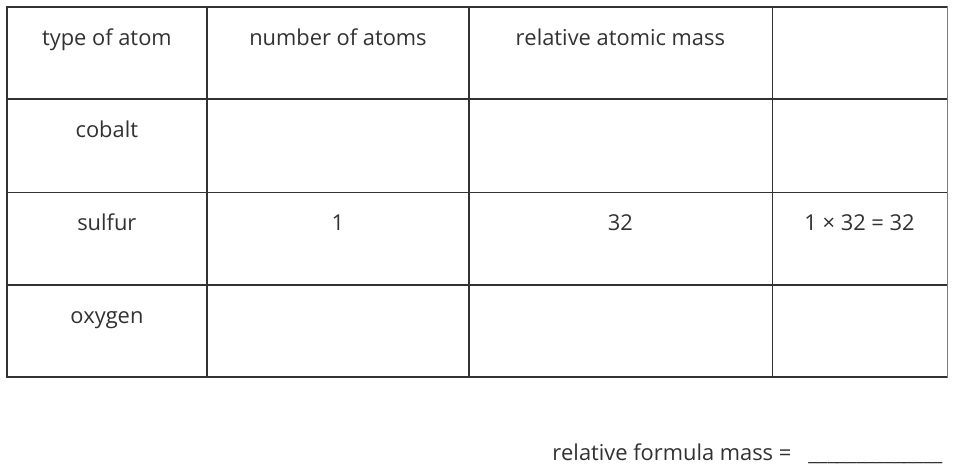 type of atom number of atoms relative atomic mass
cobalt
sulfur 1 32 1 × 32 = 32
oxygen
relative formula mass = ____________